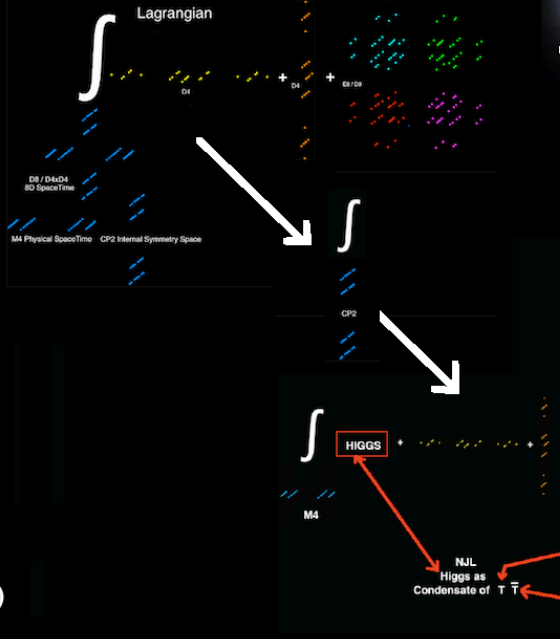 Lagrangian
∫
+
+
D4
D4
E8 / D8
D8 / D4xD4
8D SpaceTime
M4 Physical SpaceTime
CP2 Internal Symmetry Space
∫
CP2
∫
HIGGS + +
M4
NJL
Higgs as
Condensate of T T̅